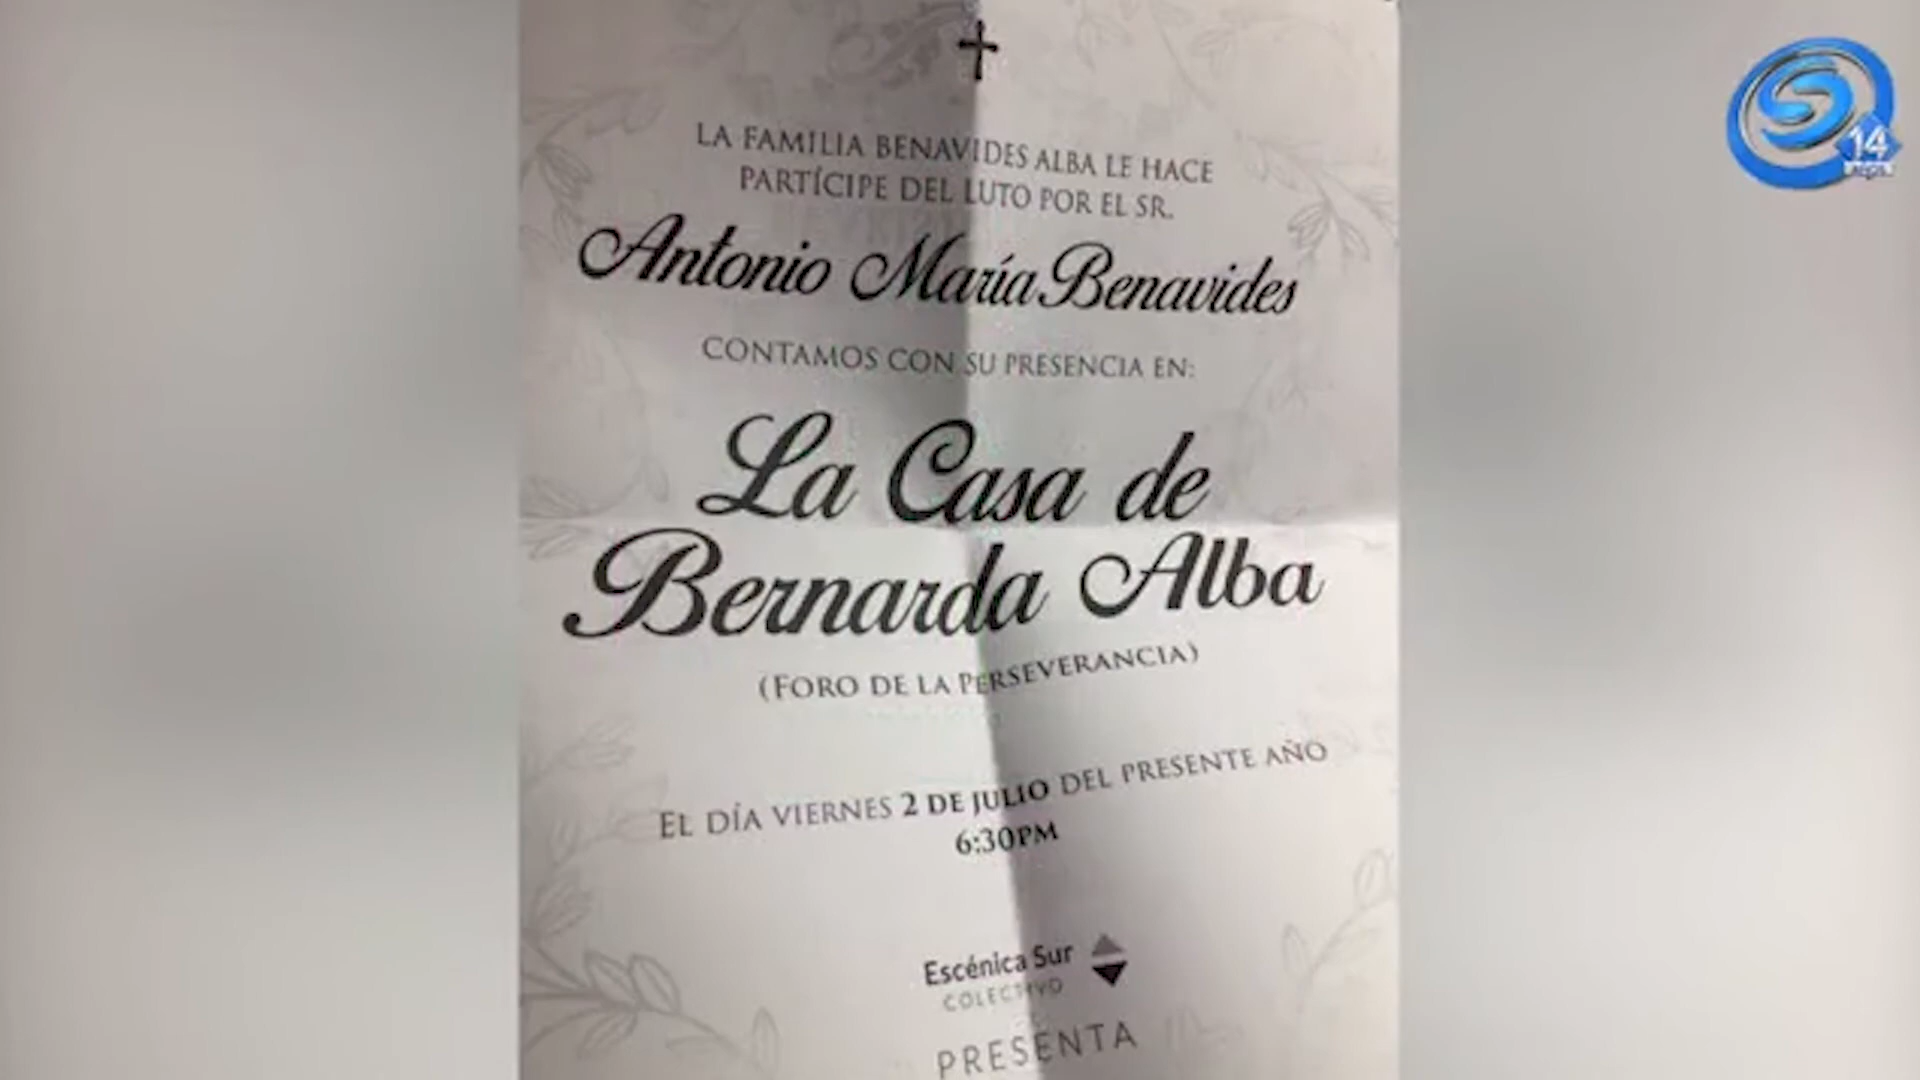 LA FAMILIA BENAVIDES ALBA LE HACE
PARTÍCIPE DEL LUTO POR EL SR.
Antonio María Benavides
CONTAMOS CON SU PRESENCIA EN:
La Casa de
Bernarda Alba
(FORO DE LA PERSEVERANCIA)
EL DÍA VIERNES 2 DE JULIO DEL PRESENTE AÑO
6:30PM
Escénica Sur
COLECTIVO
PRESENTA
14